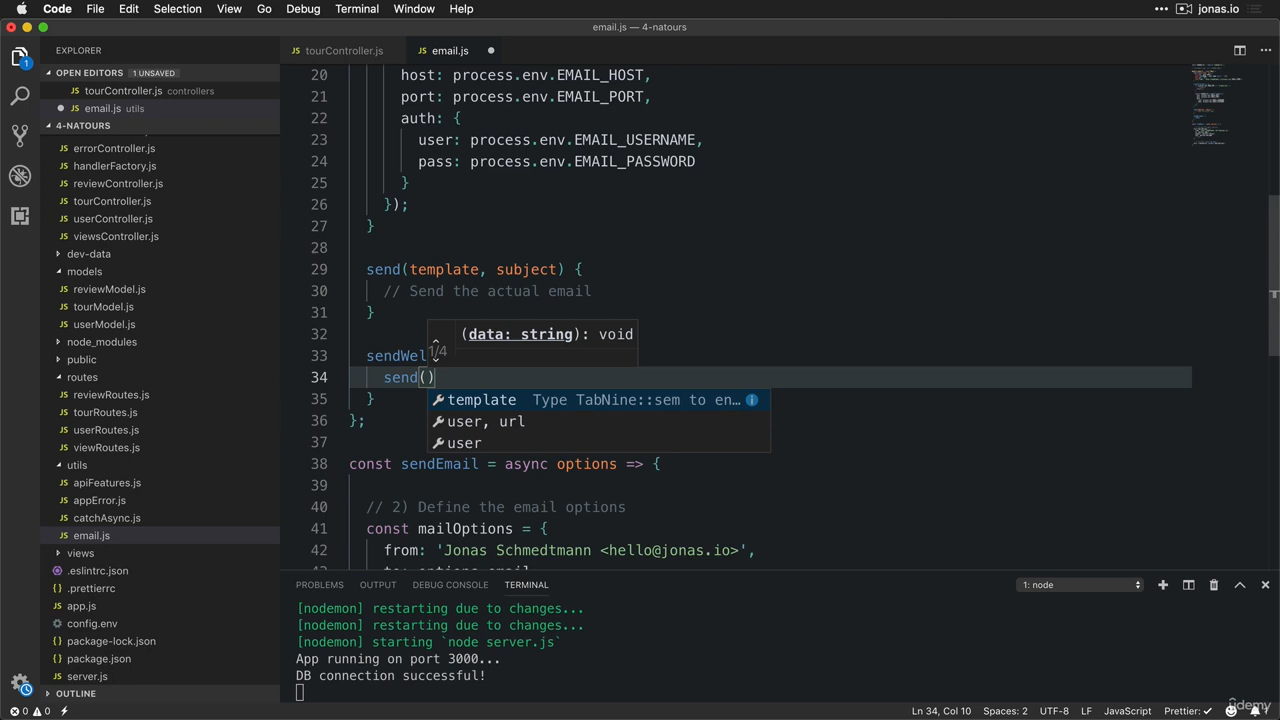 Code File Edit Selection View Go Debug Terminal Window Help jonas.io
email.js — 4-natours
EXPLORER
OPEN EDITORS 1 UNSAVED
JS tourController.js controllers
JS email.js utils
4-NATOURS
JS errorController.js
JS handlerFactory.js
JS reviewController.js
JS tourController.js
JS userController.js
JS viewsController.js
dev-data
models
JS reviewModel.js
JS tourModel.js
JS userModel.js
node_modules
public
routes
JS reviewRoutes.js
JS tourRoutes.js
JS userRoutes.js
JS viewRoutes.js
utils
JS apiFeatures.js
JS appError.js
JS catchAsync.js
JS email.js
views
.eslintrc.json
.prettierrc
JS app.js
config.env
package-lock.json
package.json
JS server.js
OUTLINE
JS tourController.js JS email.js
20 host: process.env.EMAIL_HOST,
21 port: process.env.EMAIL_PORT,
22 auth: {
23 user: process.env.EMAIL_USERNAME,
24 pass: process.env.EMAIL_PASSWORD
25 }
26 });
27 }
28
29 send(template, subject) {
30 // Send the actual email
31 }
32
(data: string): void
1/4
33 sendWel
34 send()
35 }
36 };
37
template Type TabNine::sem to en…
user, url
user
38 const sendEmail = async options => {
39
40 // 2) Define the email options
41 const mailOptions = {
42 from: 'Jonas Schmedtmann <hello@jonas.io>',
PROBLEMS OUTPUT DEBUG CONSOLE TERMINAL 1: node
[nodemon] restarting due to changes...
[nodemon] restarting due to changes...
[nodemon] starting `node server.js`
App running on port 3000...
DB connection successful!
0 0 Ln 34, Col 10 Spaces: 2 UTF-8 LF JavaScript Prettier: ✓ 1
ûdemy